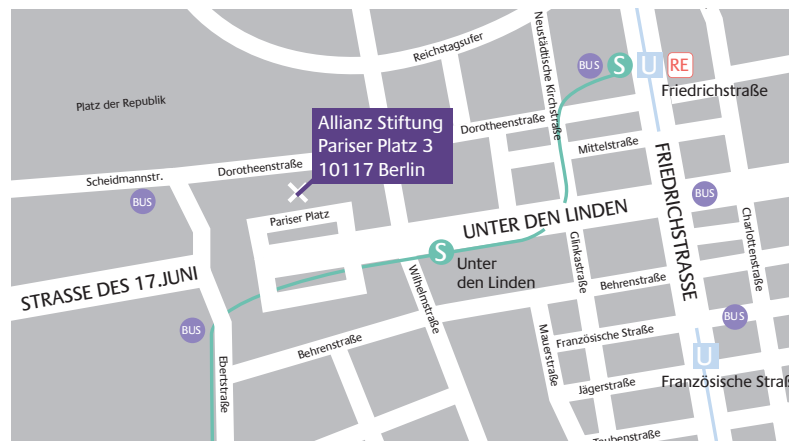 Reichstagsufer
Neustädtische Kirchstraße
BUS
S
U
RE
Friedrichstraße
Platz der Republik
Allianz Stiftung
Pariser Platz 3
10117 Berlin
Dorotheenstraße
Mittelstraße
Scheidmannstr.
Dorotheenstraße
BUS
Pariser Platz
UNTER DEN LINDEN
FRIEDRICHSTRASSE
BUS
Charlottenstraße
S
Unter
den Linden
Glinkastraße
STRASSE DES 17.JUNI
Wilhelmstraße
Behrenstraße
BUS
BUS
Ebertstraße
Behrenstraße
Mauerstraße
Französische Straße
U
Französische Straß
Jägerstraße
Taubenstraße